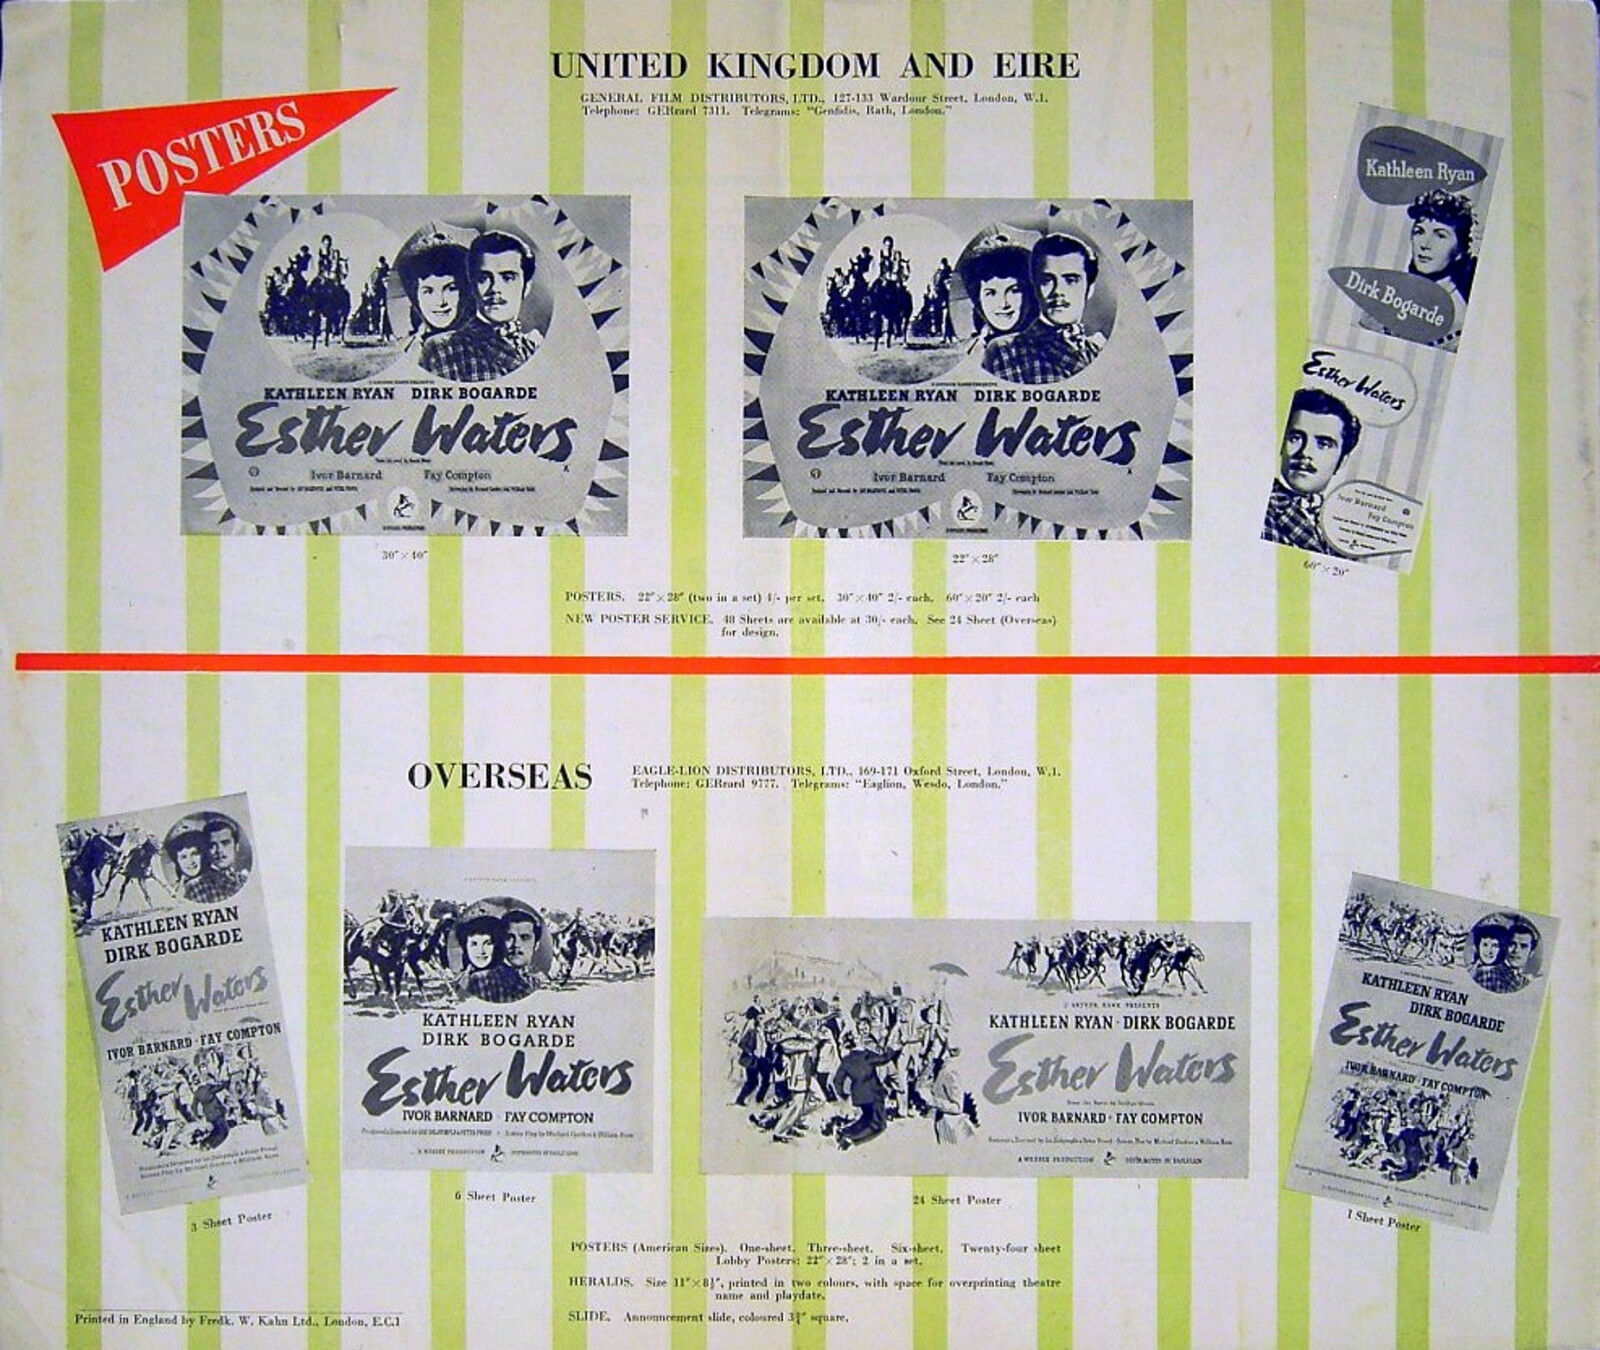 UNITED KINGDOM AND EIRE
GENERAL FILM DISTRIBUTORS, LTD., 127-133 Wardour Street, London, W.1.
Telephone: GERrard 7311. Telegrams: "Genfidis, Rath, London."
POSTERS
KATHLEEN RYAN DIRK BOGARDE
Esther Waters
Ivor Barnard Fay Compton
30" × 40"
KATHLEEN RYAN DIRK BOGARDE
Esther Waters
Ivor Barnard Fay Compton
22" × 28"
Kathleen Ryan
Dirk Bogarde
Esther Waters
Ivor Barnard
Fay Compton
60" × 20"
POSTERS. 22" × 28" (two in a set) 4/- per set. 30" × 40" 2/- each. 60" × 20" 2/- each
NEW POSTER SERVICE. 48 Sheets are available at 30/- each. See 24 Sheet (Overseas)
for design.
OVERSEAS
EAGLE-LION DISTRIBUTORS, LTD., 169-171 Oxford Street, London, W.1.
Telephone: GERrard 9777. Telegrams: "Eaglion, Wesdo, London."
KATHLEEN RYAN
DIRK BOGARDE
Esther Waters
IVOR BARNARD · FAY COMPTON
3 Sheet Poster
KATHLEEN RYAN
DIRK BOGARDE
Esther Waters
IVOR BARNARD · FAY COMPTON
6 Sheet Poster
J. ARTHUR RANK PRESENTS
KATHLEEN RYAN · DIRK BOGARDE
Esther Waters
IVOR BARNARD · FAY COMPTON
A WESSEX PRODUCTION
24 Sheet Poster
KATHLEEN RYAN
DIRK BOGARDE
Esther Waters
IVOR BARNARD FAY COMPTON
1 Sheet Poster
POSTERS (American Sizes). One-sheet. Three-sheet. Six-sheet. Twenty-four sheet
Lobby Posters: 22" × 28"; 2 in a set.
HERALDS. Size 11" × 8½", printed in two colours, with space for overprinting theatre
name and playdate.
SLIDE. Announcement slide, coloured 3¼" square.
Printed in England by Fredk. W. Kahn Ltd., London, E.C.1